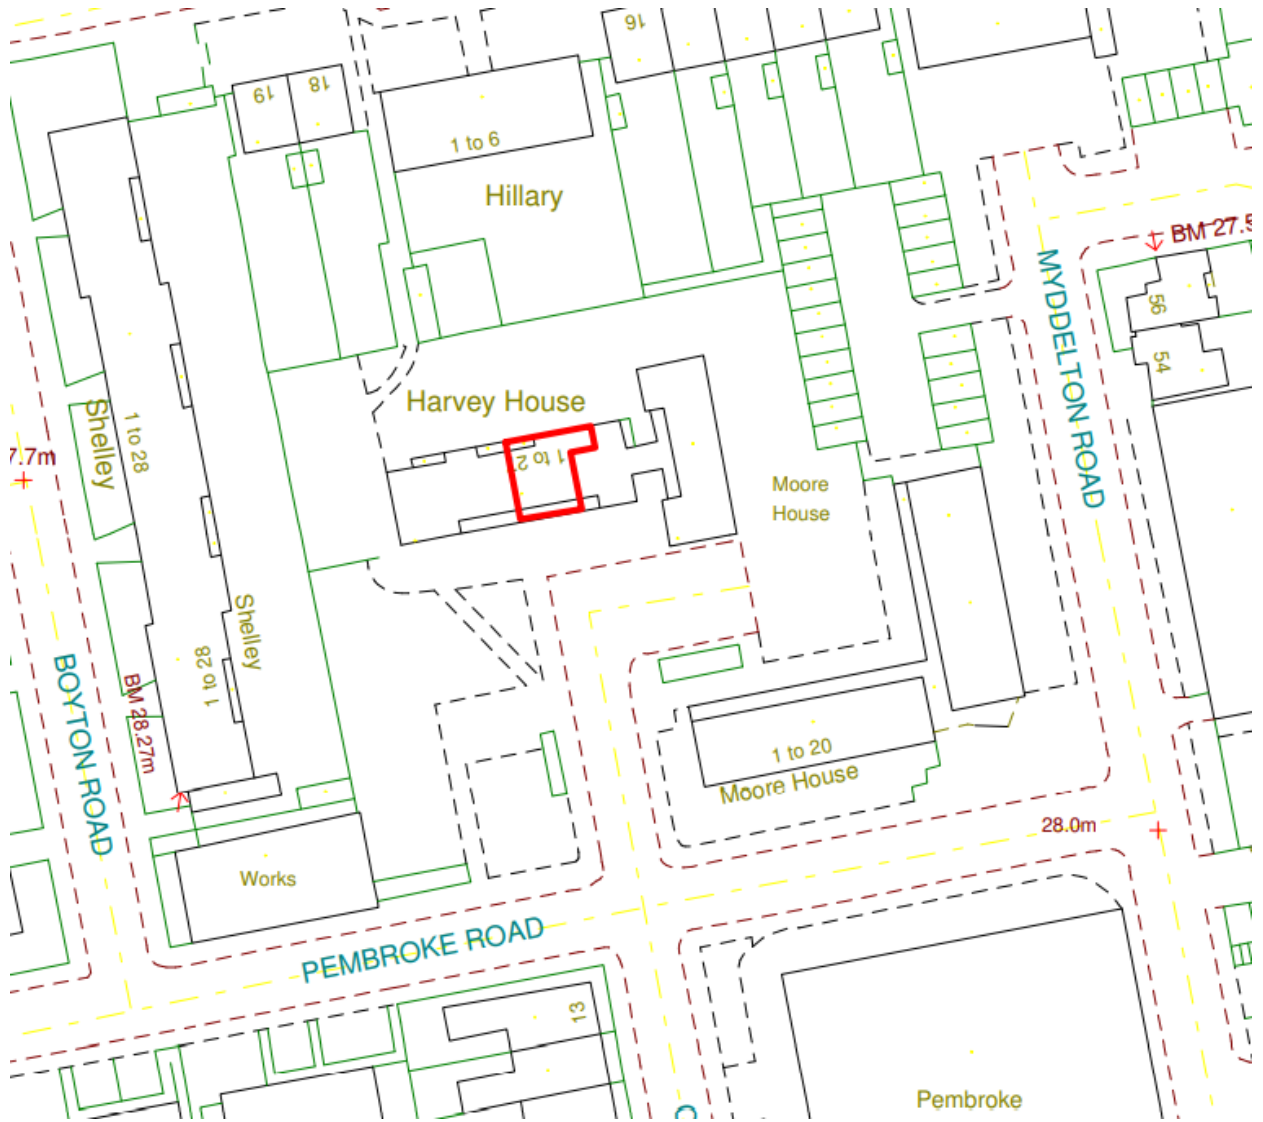 16
19
18
1 to 6
Hillary
BM 27.5
MYDDELTON ROAD
56
54
Harvey House
Shelley
1 to 28
7.7m
1 to 2
Moore
House
Shelley
1 to 28
BM 28.27m
BOYTON ROAD
1 to 20
Moore House
28.0m
Works
PEMBROKE ROAD
13
Pembroke